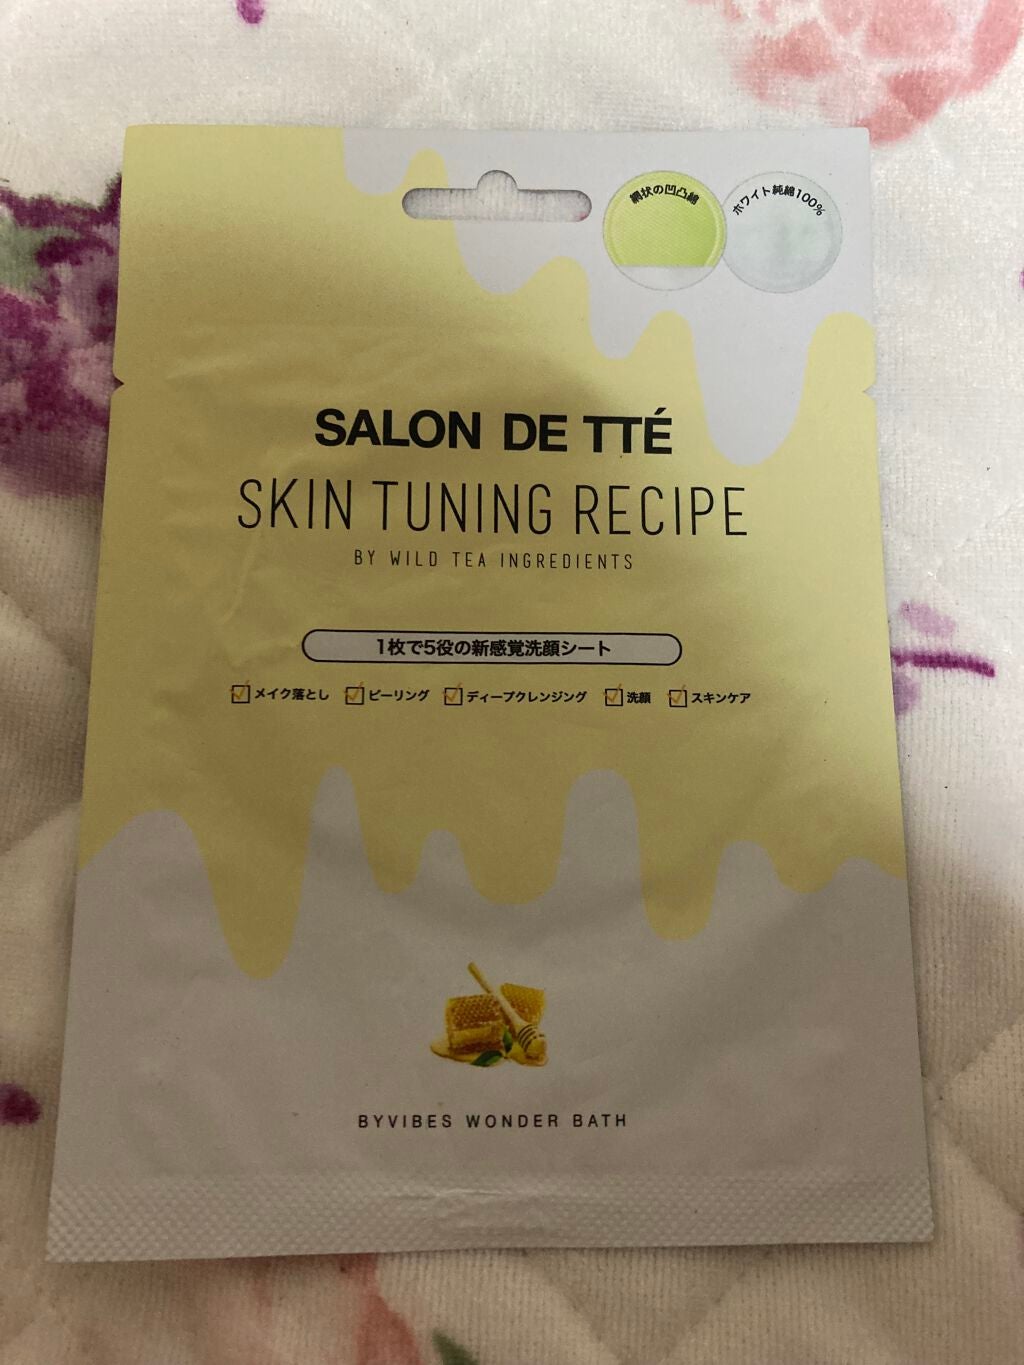 網状の凹凸綿
ホワイト純綿100%
SALON DE TTÉ
SKIN TUNING RECIPE
BY WILD TEA INGREDIENTS
1枚で5役の新感覚洗顔シート
メイク落とし ピーリング ディープクレンジング 洗顔 スキンケア
BYVIBES WONDER BATH